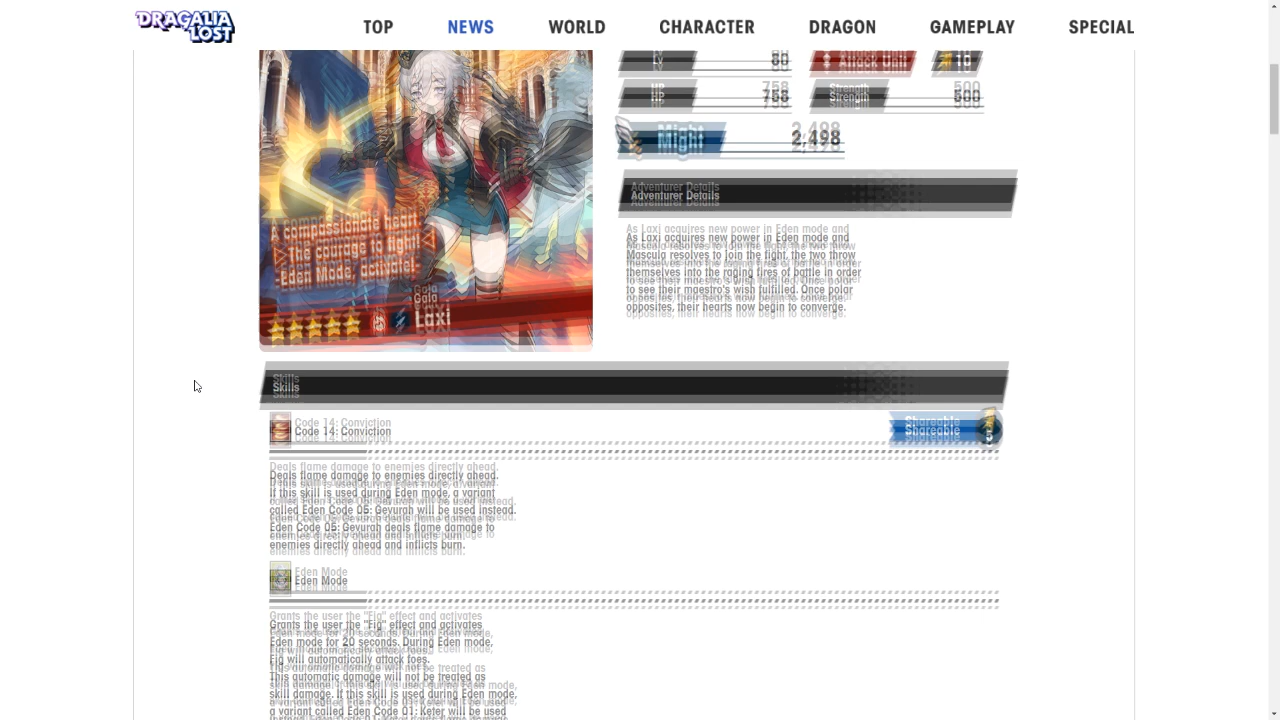 DRAGALIA LOST
TOP NEWS WORLD CHARACTER DRAGON GAMEPLAY SPECIAL
Lv 80 Attack Unit 10
HP 758 Strength 500
Might 2,498
Adventurer Details
As Laxi acquires new power in Eden mode and
Mascula resolves to join the fight, the two throw
themselves into the raging fires of battle in order
to see their maestro's wish fulfilled. Once polar
opposites, their hearts now begin to converge.
A compassionate heart.
The courage to fight!
Eden Mode, activate!
Gala
Laxi
Skills
Code 14: Conviction Shareable 5
Deals flame damage to enemies directly ahead.
If this skill is used during Eden mode, a variant
called Eden Code 05: Gevurah will be used instead.
Eden Code 05: Gevurah deals flame damage to
enemies directly ahead and inflicts burn.
Eden Mode
Grants the user the "Fig" effect and activates
Eden mode for 20 seconds. During Eden mode,
Fig will automatically attack foes.
This automatic damage will not be treated as
skill damage. If this skill is used during Eden mode,
a variant called Eden Code 01: Keter will be used